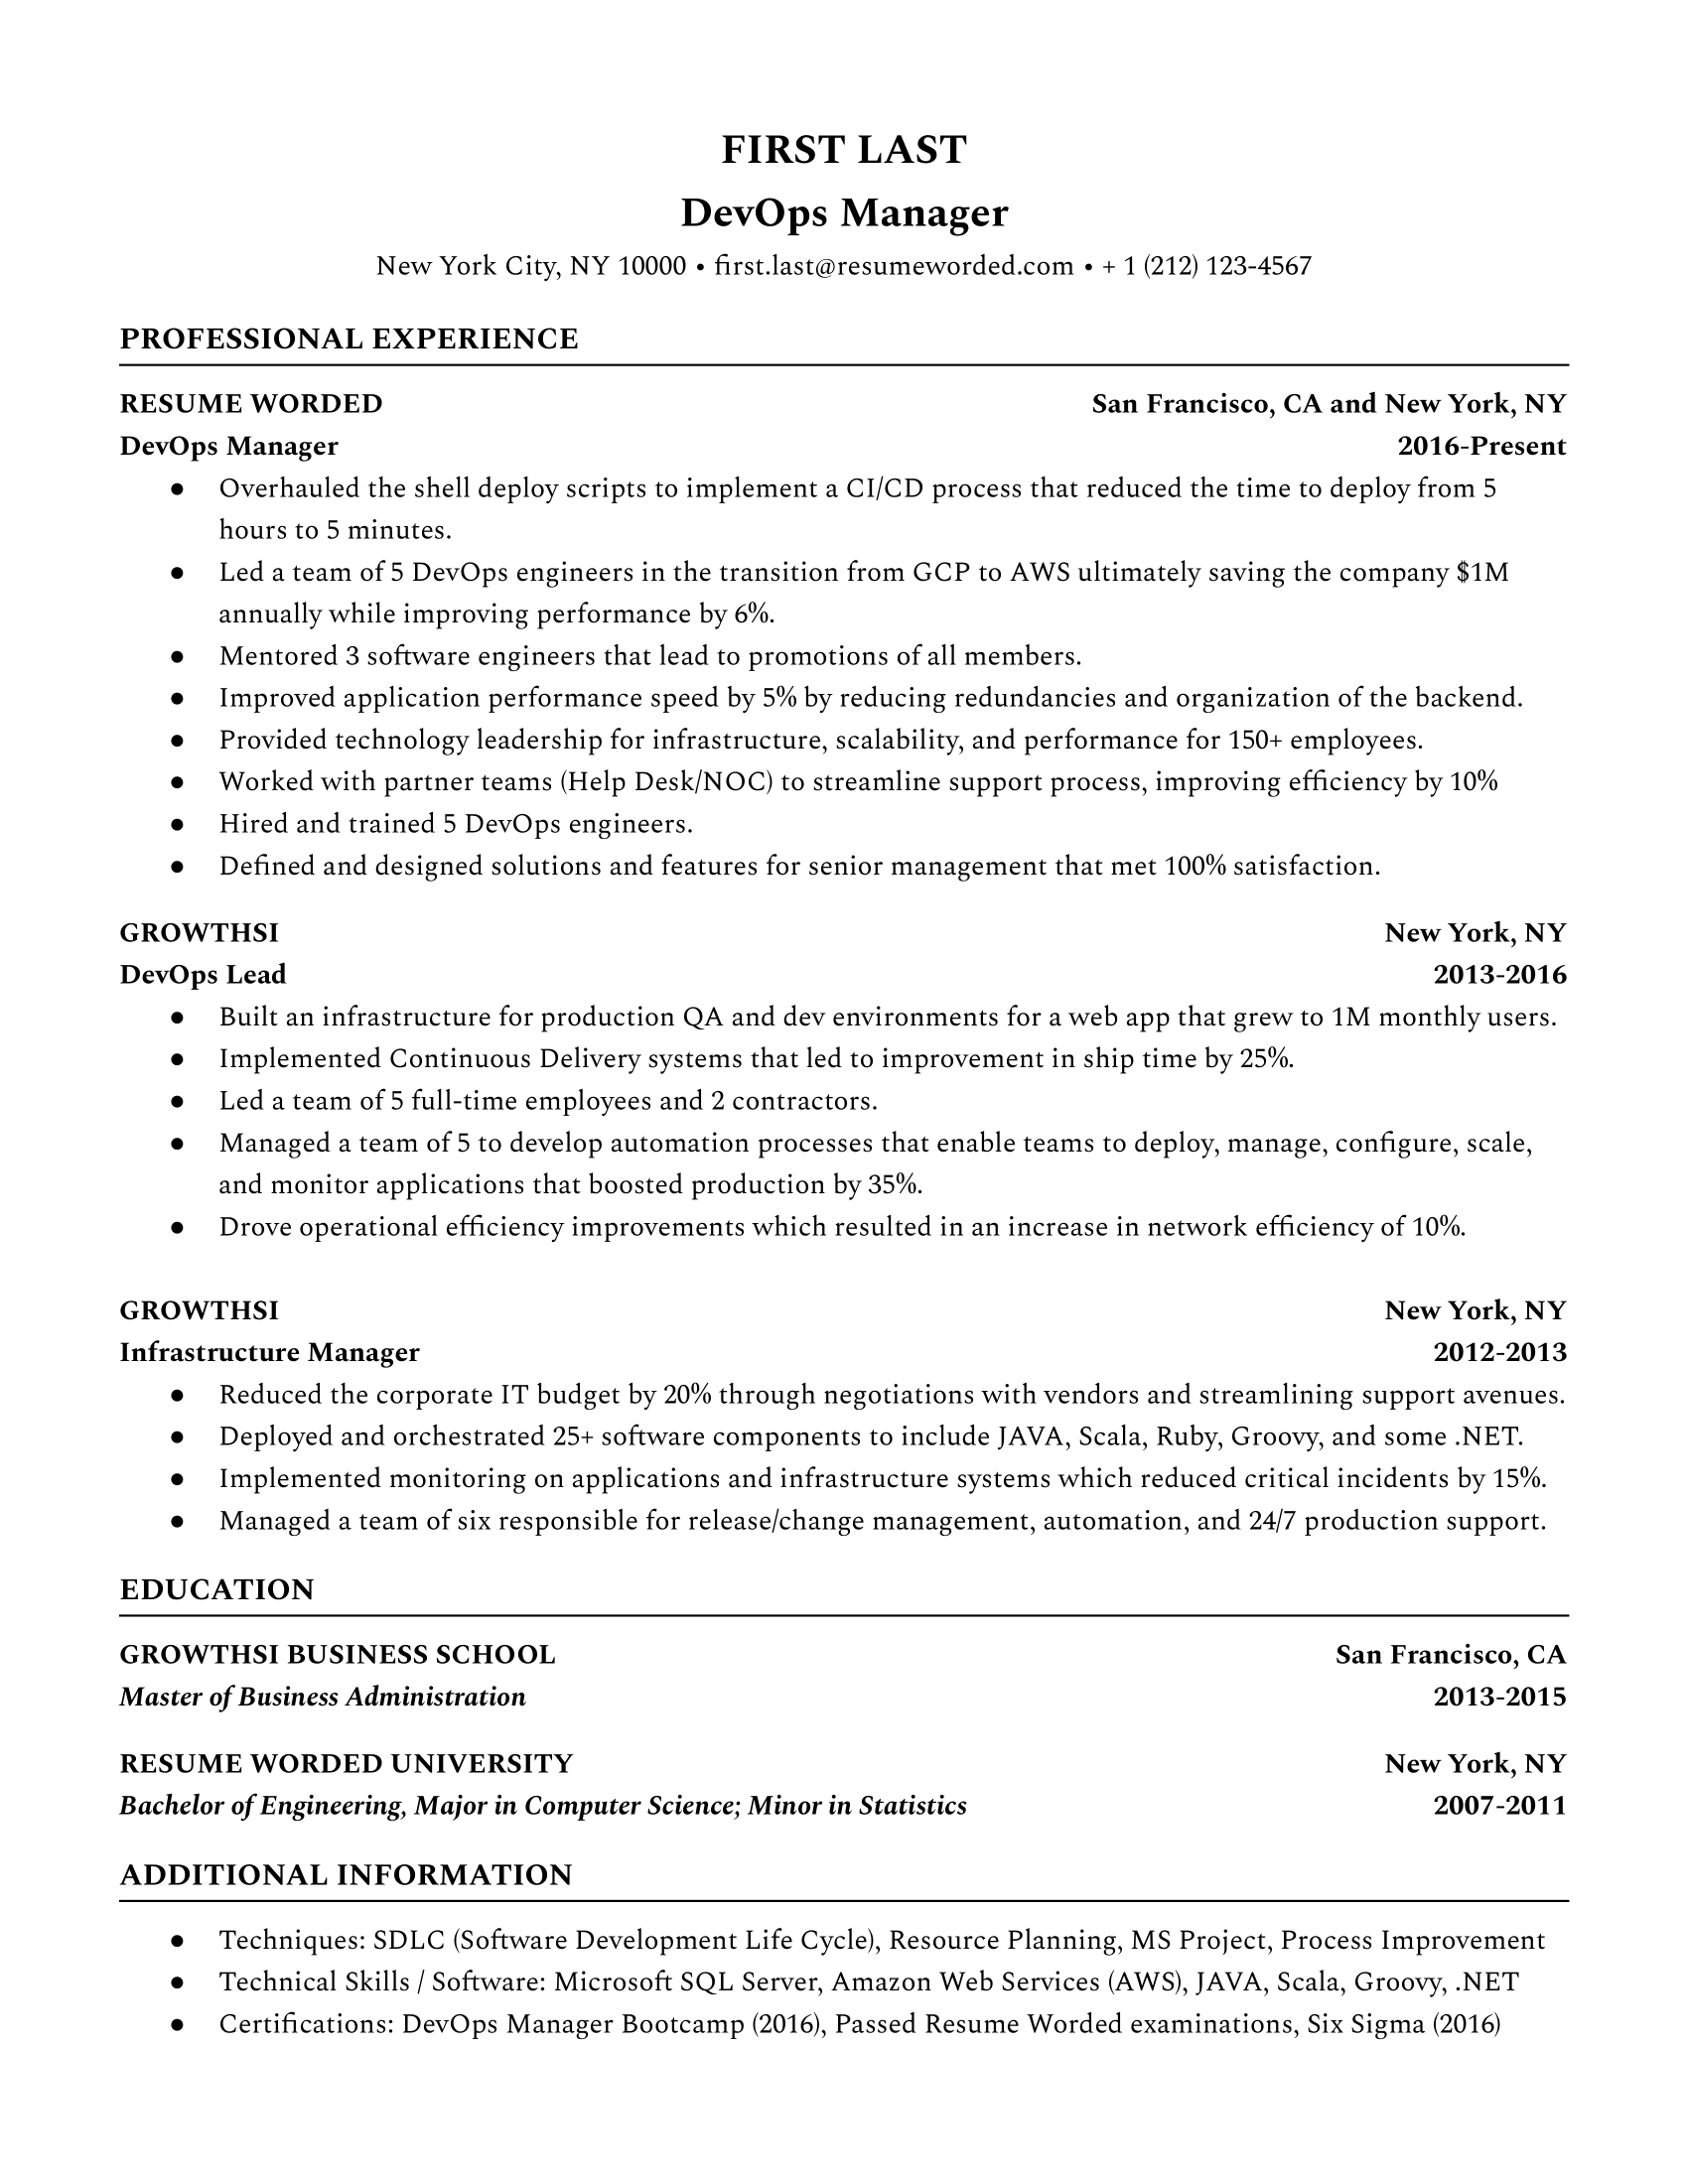 FIRST LAST
DevOps Manager
New York City, NY 10000 • first.last@resumeworded.com • + 1 (212) 123-4567
PROFESSIONAL EXPERIENCE
RESUME WORDED San Francisco, CA and New York, NY
DevOps Manager 2016-Present
● Overhauled the shell deploy scripts to implement a CI/CD process that reduced the time to deploy from 5
hours to 5 minutes.
● Led a team of 5 DevOps engineers in the transition from GCP to AWS ultimately saving the company $1M
annually while improving performance by 6%.
● Mentored 3 software engineers that lead to promotions of all members.
● Improved application performance speed by 5% by reducing redundancies and organization of the backend.
● Provided technology leadership for infrastructure, scalability, and performance for 150+ employees.
● Worked with partner teams (Help Desk/NOC) to streamline support process, improving efficiency by 10%
● Hired and trained 5 DevOps engineers.
● Defined and designed solutions and features for senior management that met 100% satisfaction.
GROWTHSI New York, NY
DevOps Lead 2013-2016
● Built an infrastructure for production QA and dev environments for a web app that grew to 1M monthly users.
● Implemented Continuous Delivery systems that led to improvement in ship time by 25%.
● Led a team of 5 full-time employees and 2 contractors.
● Managed a team of 5 to develop automation processes that enable teams to deploy, manage, configure, scale,
and monitor applications that boosted production by 35%.
● Drove operational efficiency improvements which resulted in an increase in network efficiency of 10%.
GROWTHSI New York, NY
Infrastructure Manager 2012-2013
● Reduced the corporate IT budget by 20% through negotiations with vendors and streamlining support avenues.
● Deployed and orchestrated 25+ software components to include JAVA, Scala, Ruby, Groovy, and some .NET.
● Implemented monitoring on applications and infrastructure systems which reduced critical incidents by 15%.
● Managed a team of six responsible for release/change management, automation, and 24/7 production support.
EDUCATION
GROWTHSI BUSINESS SCHOOL San Francisco, CA
Master of Business Administration 2013-2015
RESUME WORDED UNIVERSITY New York, NY
Bachelor of Engineering, Major in Computer Science; Minor in Statistics 2007-2011
ADDITIONAL INFORMATION
● Techniques: SDLC (Software Development Life Cycle), Resource Planning, MS Project, Process Improvement
● Technical Skills / Software: Microsoft SQL Server, Amazon Web Services (AWS), JAVA, Scala, Groovy, .NET
● Certifications: DevOps Manager Bootcamp (2016), Passed Resume Worded examinations, Six Sigma (2016)